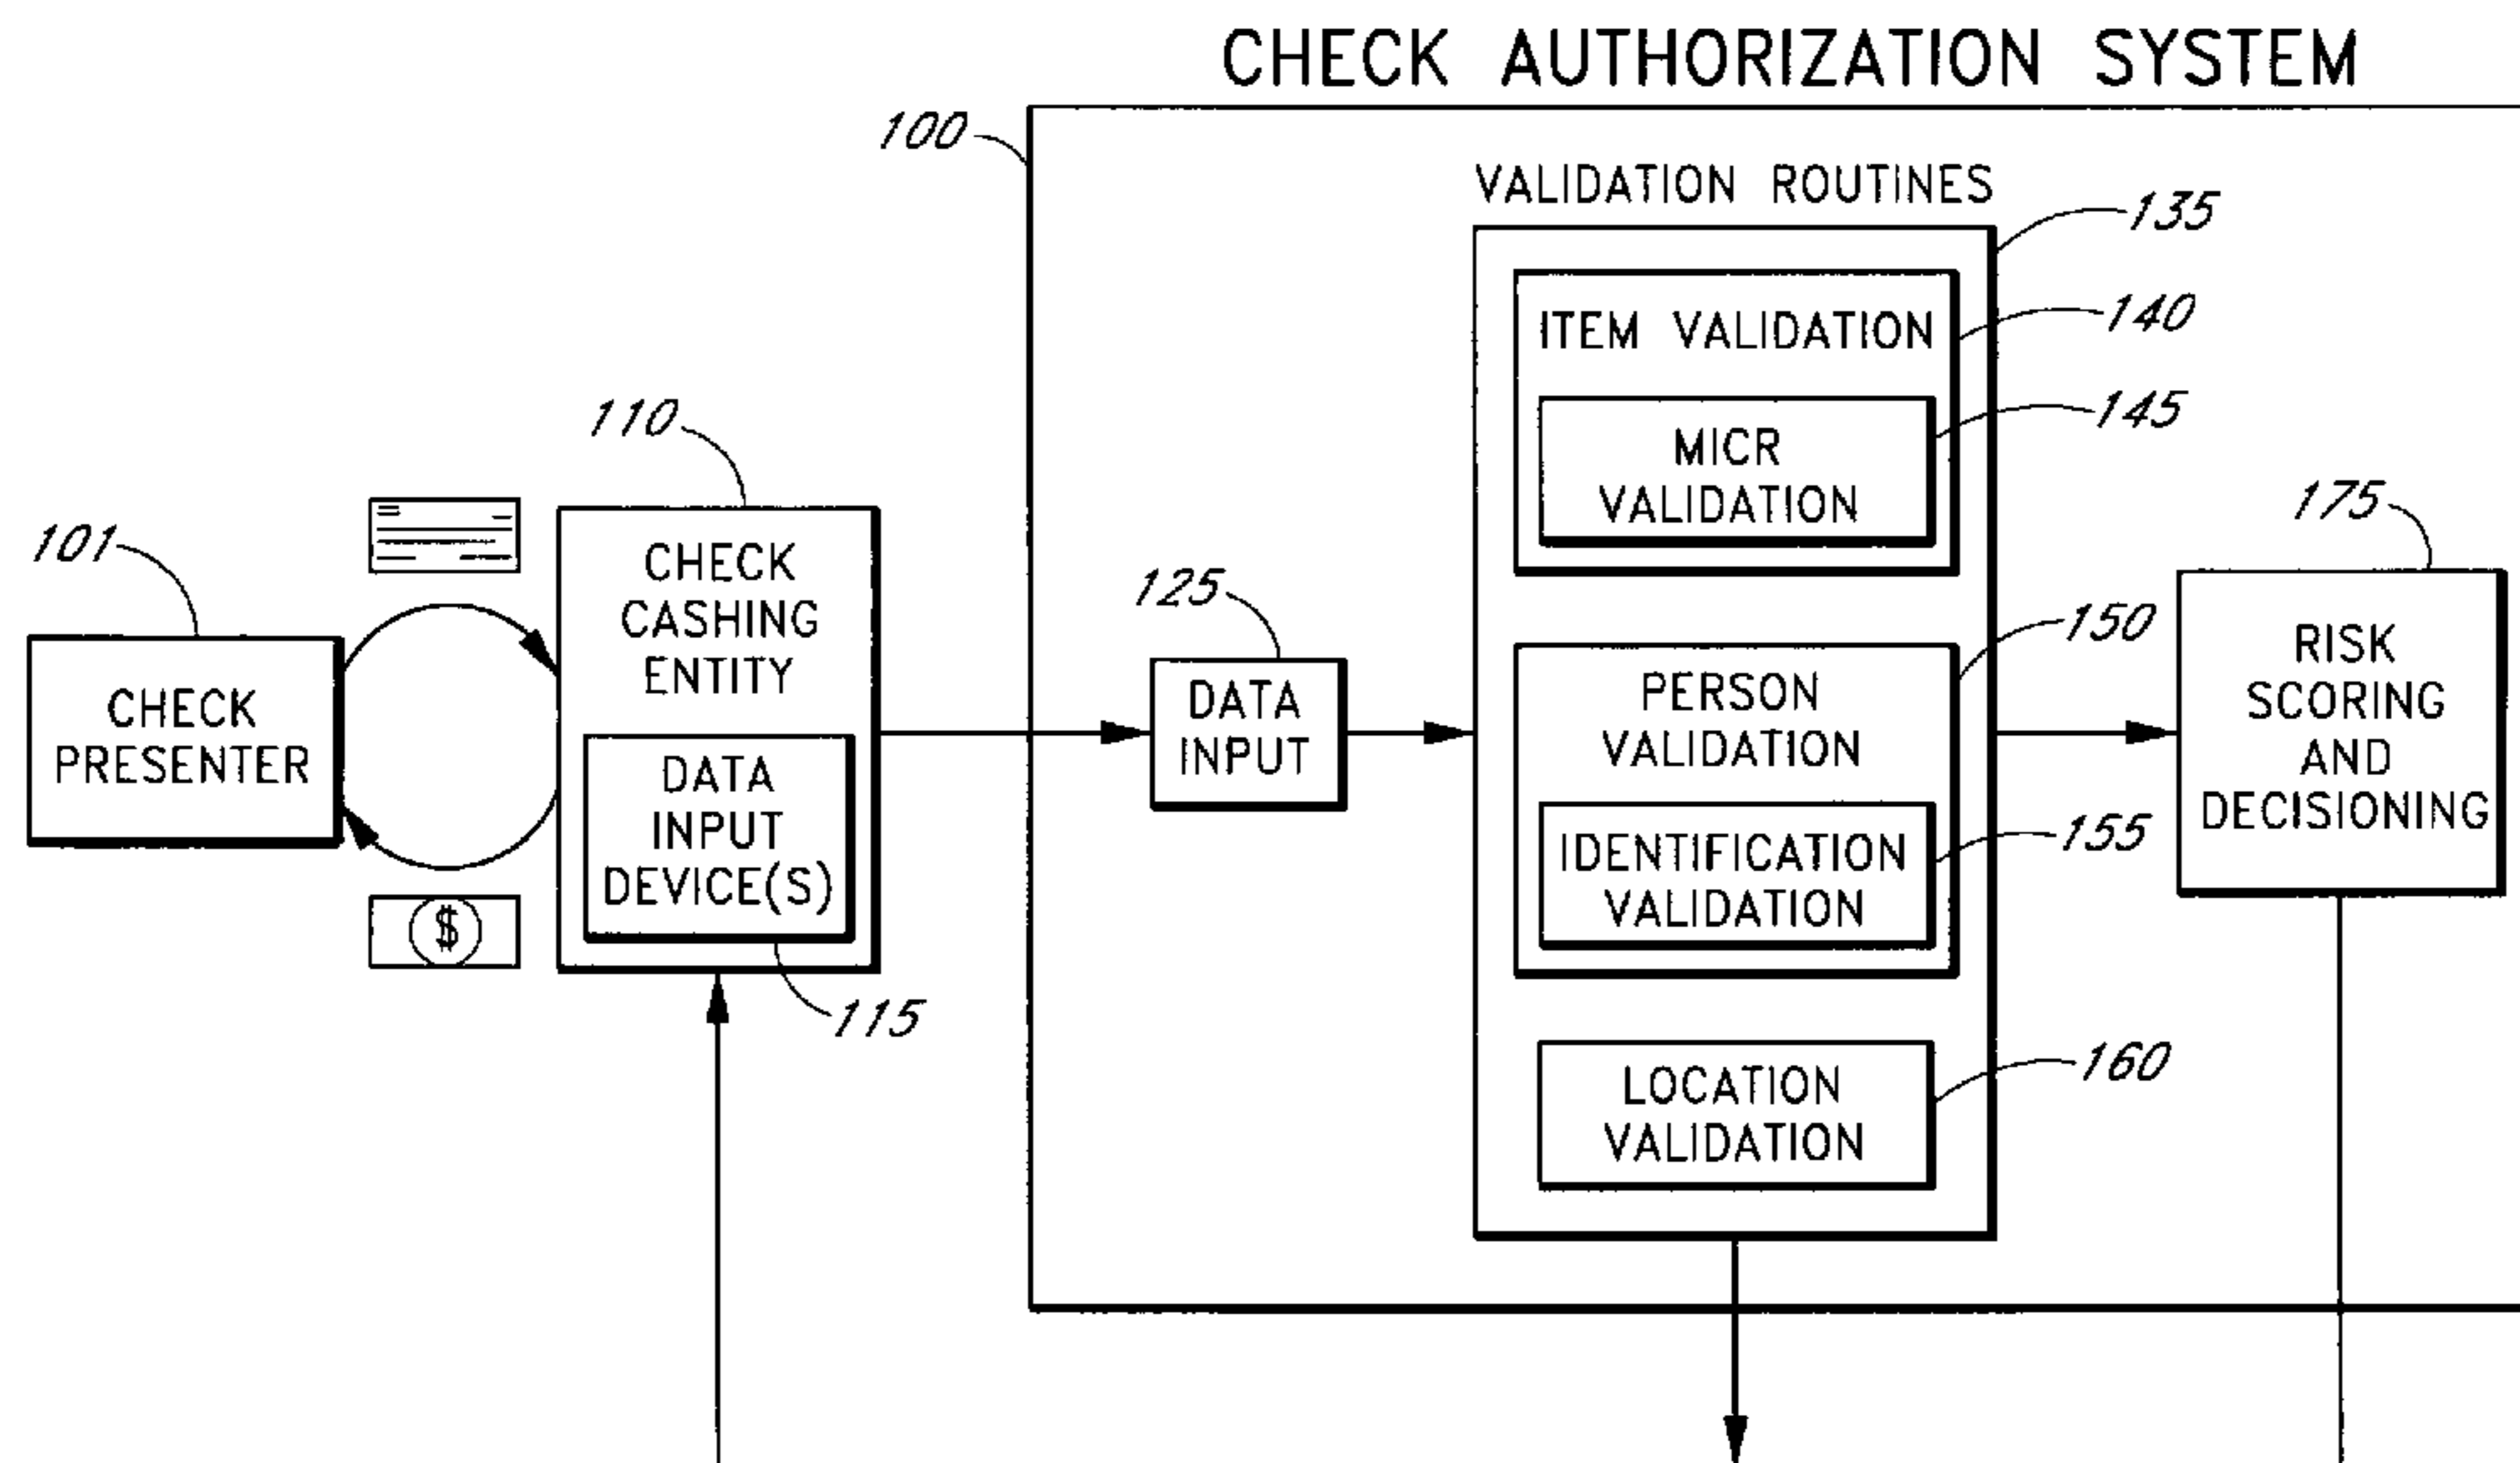 CHECK AUTHORIZATION SYSTEM
100
VALIDATION ROUTINES
135
ITEM VALIDATION
140
MICR
VALIDATION
145
110
CHECK
CASHING
ENTITY
101
CHECK
PRESENTER
DATA
INPUT
DEVICE(S)
$
115
125
DATA
INPUT
150
PERSON
VALIDATION
IDENTIFICATION
VALIDATION
155
LOCATION
VALIDATION
160
175
RISK
SCORING
AND
DECISIONING